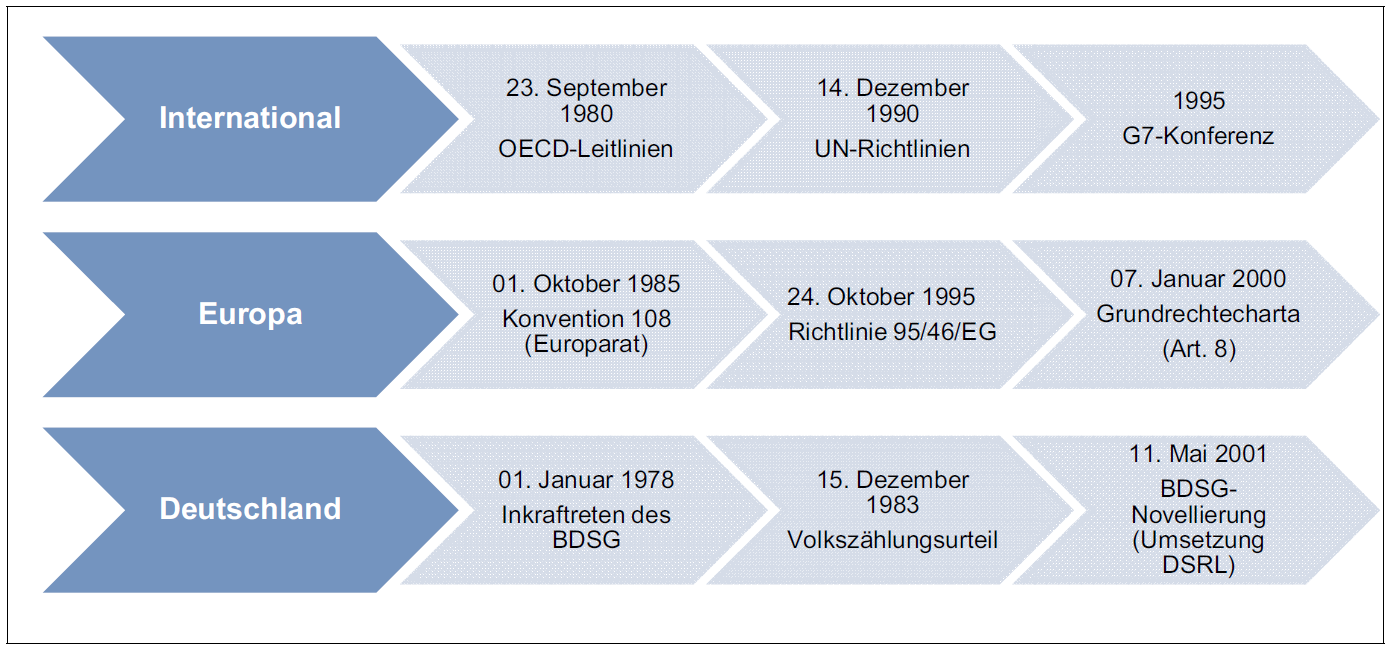 International
23. September
1980
OECD-Leitlinien
14. Dezember
1990
UN-Richtlinien
1995
G7-Konferenz
Europa
01. Oktober 1985
Konvention 108
(Europarat)
24. Oktober 1995
Richtlinie 95/46/EG
07. Januar 2000
Grundrechtecharta
(Art. 8)
Deutschland
01. Januar 1978
Inkraftreten des
BDSG
15. Dezember
1983
Volkszählungsurteil
11. Mai 2001
BDSG-
Novellierung
(Umsetzung
DSRL)